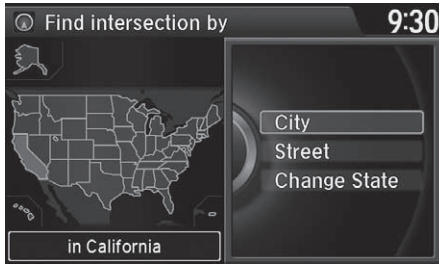 Find intersection by
9:30
City
Street
Change State
in California